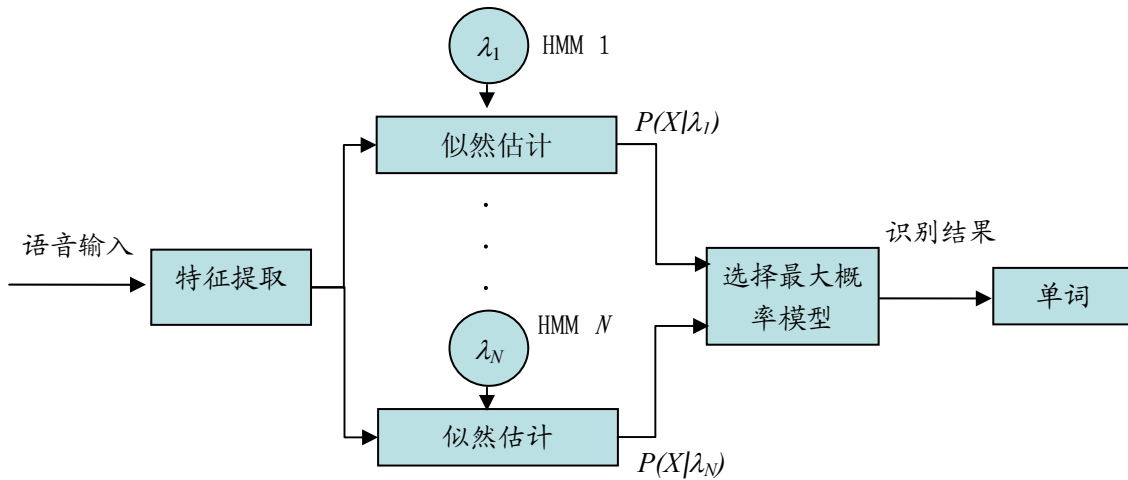 λ1 HMM 1
似然估计
P(X|λ1)
语音输入
特征提取
识别结果
选择最大概
率模型
单词
HMM N
λN
似然估计
P(X|λN)